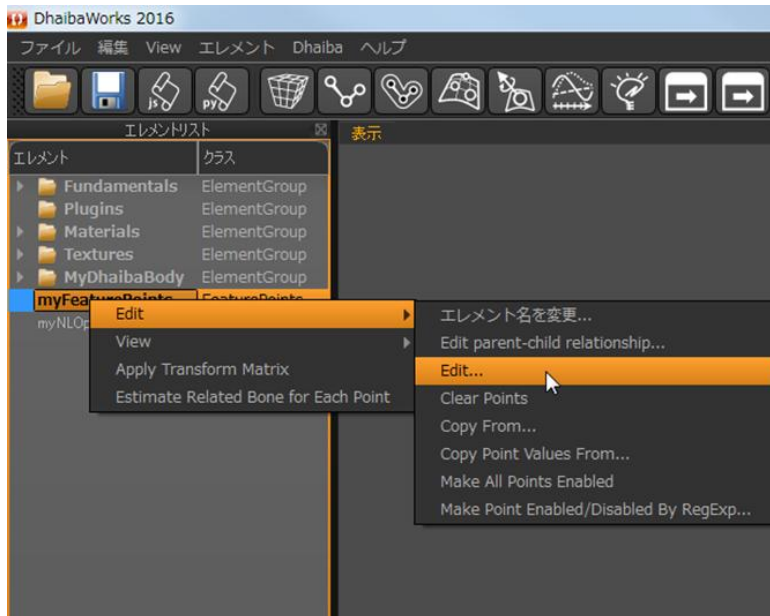 DhaibaWorks 2016
ファイル 編集 View エレメント Dhaiba ヘルプ
js
py
エレメントリスト
表示
エレメント クラス
Fundamentals ElementGroup
Plugins ElementGroup
Materials ElementGroup
Textures ElementGroup
MyDhaibaBody ElementGroup
myFeaturePoints FeaturePoints
Edit
View
Apply Transform Matrix
Estimate Related Bone for Each Point
エレメント名を変更...
Edit parent-child relationship...
Edit...
Clear Points
Copy From...
Copy Point Values From...
Make All Points Enabled
Make Point Enabled/Disabled By RegExp...